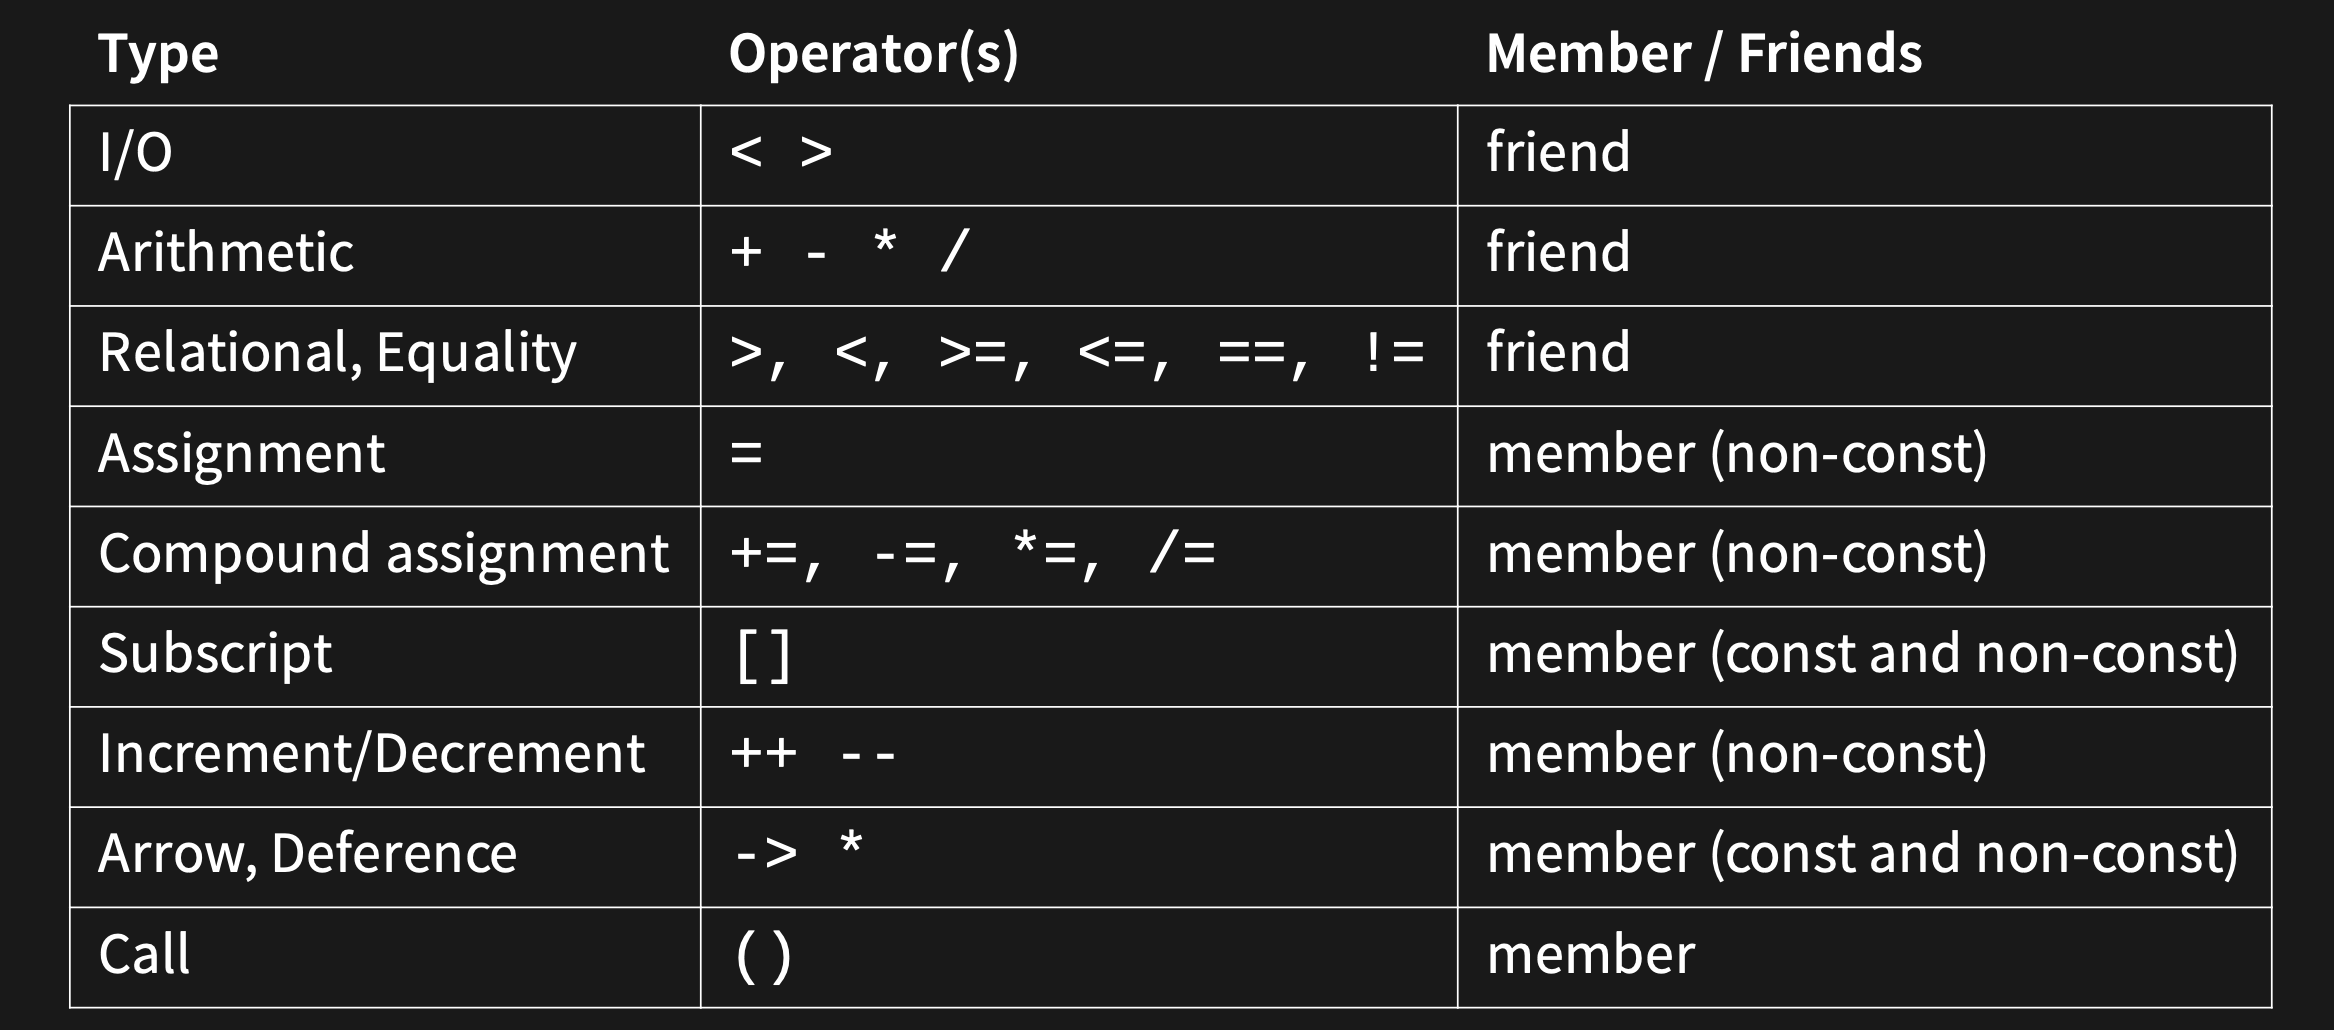 Type Operator(s) Member / Friends
I/O < > friend
Arithmetic + - * / friend
Relational, Equality >, <, >=, <=, ==, != friend
Assignment = member (non-const)
Compound assignment +=, -=, *=, /= member (non-const)
Subscript [] member (const and non-const)
Increment/Decrement ++ -- member (non-const)
Arrow, Deference -> * member (const and non-const)
Call () member